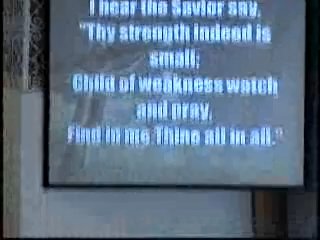 I hear the Savior say,
"Thy strength indeed is
small;
Child of weakness watch
and pray,
Find in me Thine all in all."